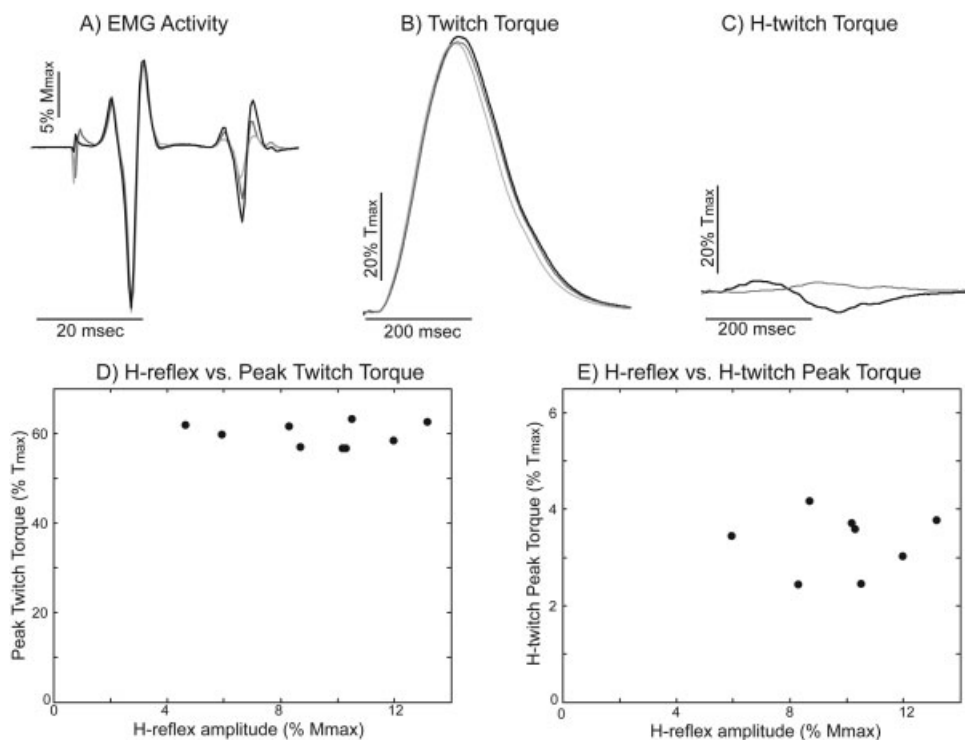 A) EMG Activity
B) Twitch Torque
C) H-twitch Torque
5% Mmax
20% Tmax
20% Tmax
20 msec
200 msec
200 msec
D) H-reflex vs. Peak Twitch Torque
E) H-reflex vs. H-twitch Peak Torque
Peak Twitch Torque (% Tmax)
60
40
20
0
0 4 8 12
H-reflex amplitude (% Mmax)
H-twitch Peak Torque (% Tmax)
6
4
2
0
0 4 8 12
H-reflex amplitude (% Mmax)